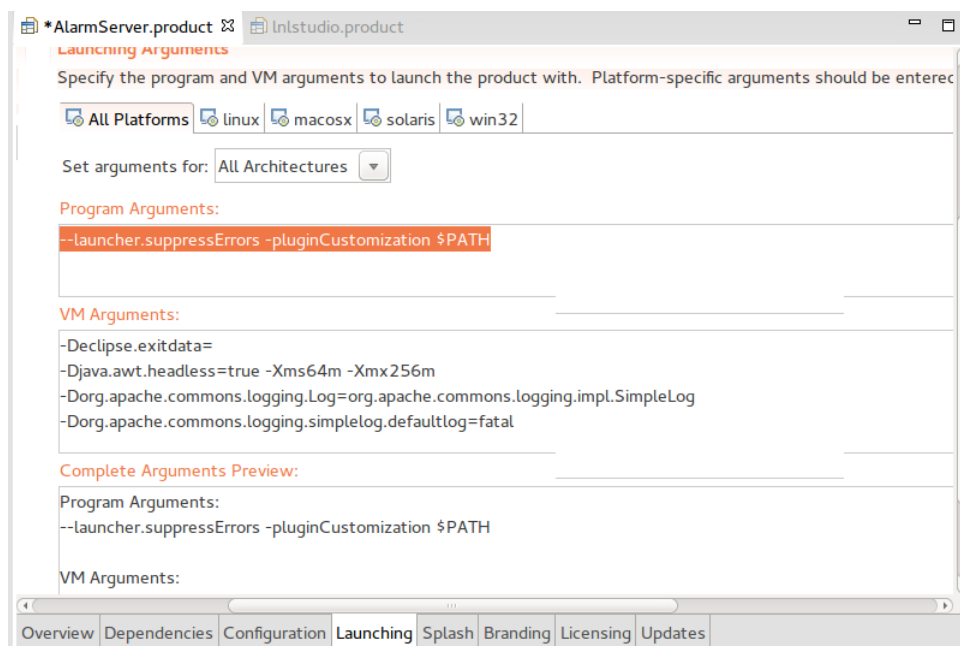 *AlarmServer.product
lnlstudio.product
Launching Arguments
Specify the program and VM arguments to launch the product with. Platform-specific arguments should be entered
All Platforms linux macosx solaris win32
Set arguments for: All Architectures
Program Arguments:
--launcher.suppressErrors -pluginCustomization $PATH
VM Arguments:
-Declipse.exitdata=
-Djava.awt.headless=true -Xms64m -Xmx256m
-Dorg.apache.commons.logging.Log=org.apache.commons.logging.impl.SimpleLog
-Dorg.apache.commons.logging.simplelog.defaultlog=fatal
Complete Arguments Preview:
Program Arguments:
--launcher.suppressErrors -pluginCustomization $PATH
VM Arguments:
Overview Dependencies Configuration Launching Splash Branding Licensing Updates